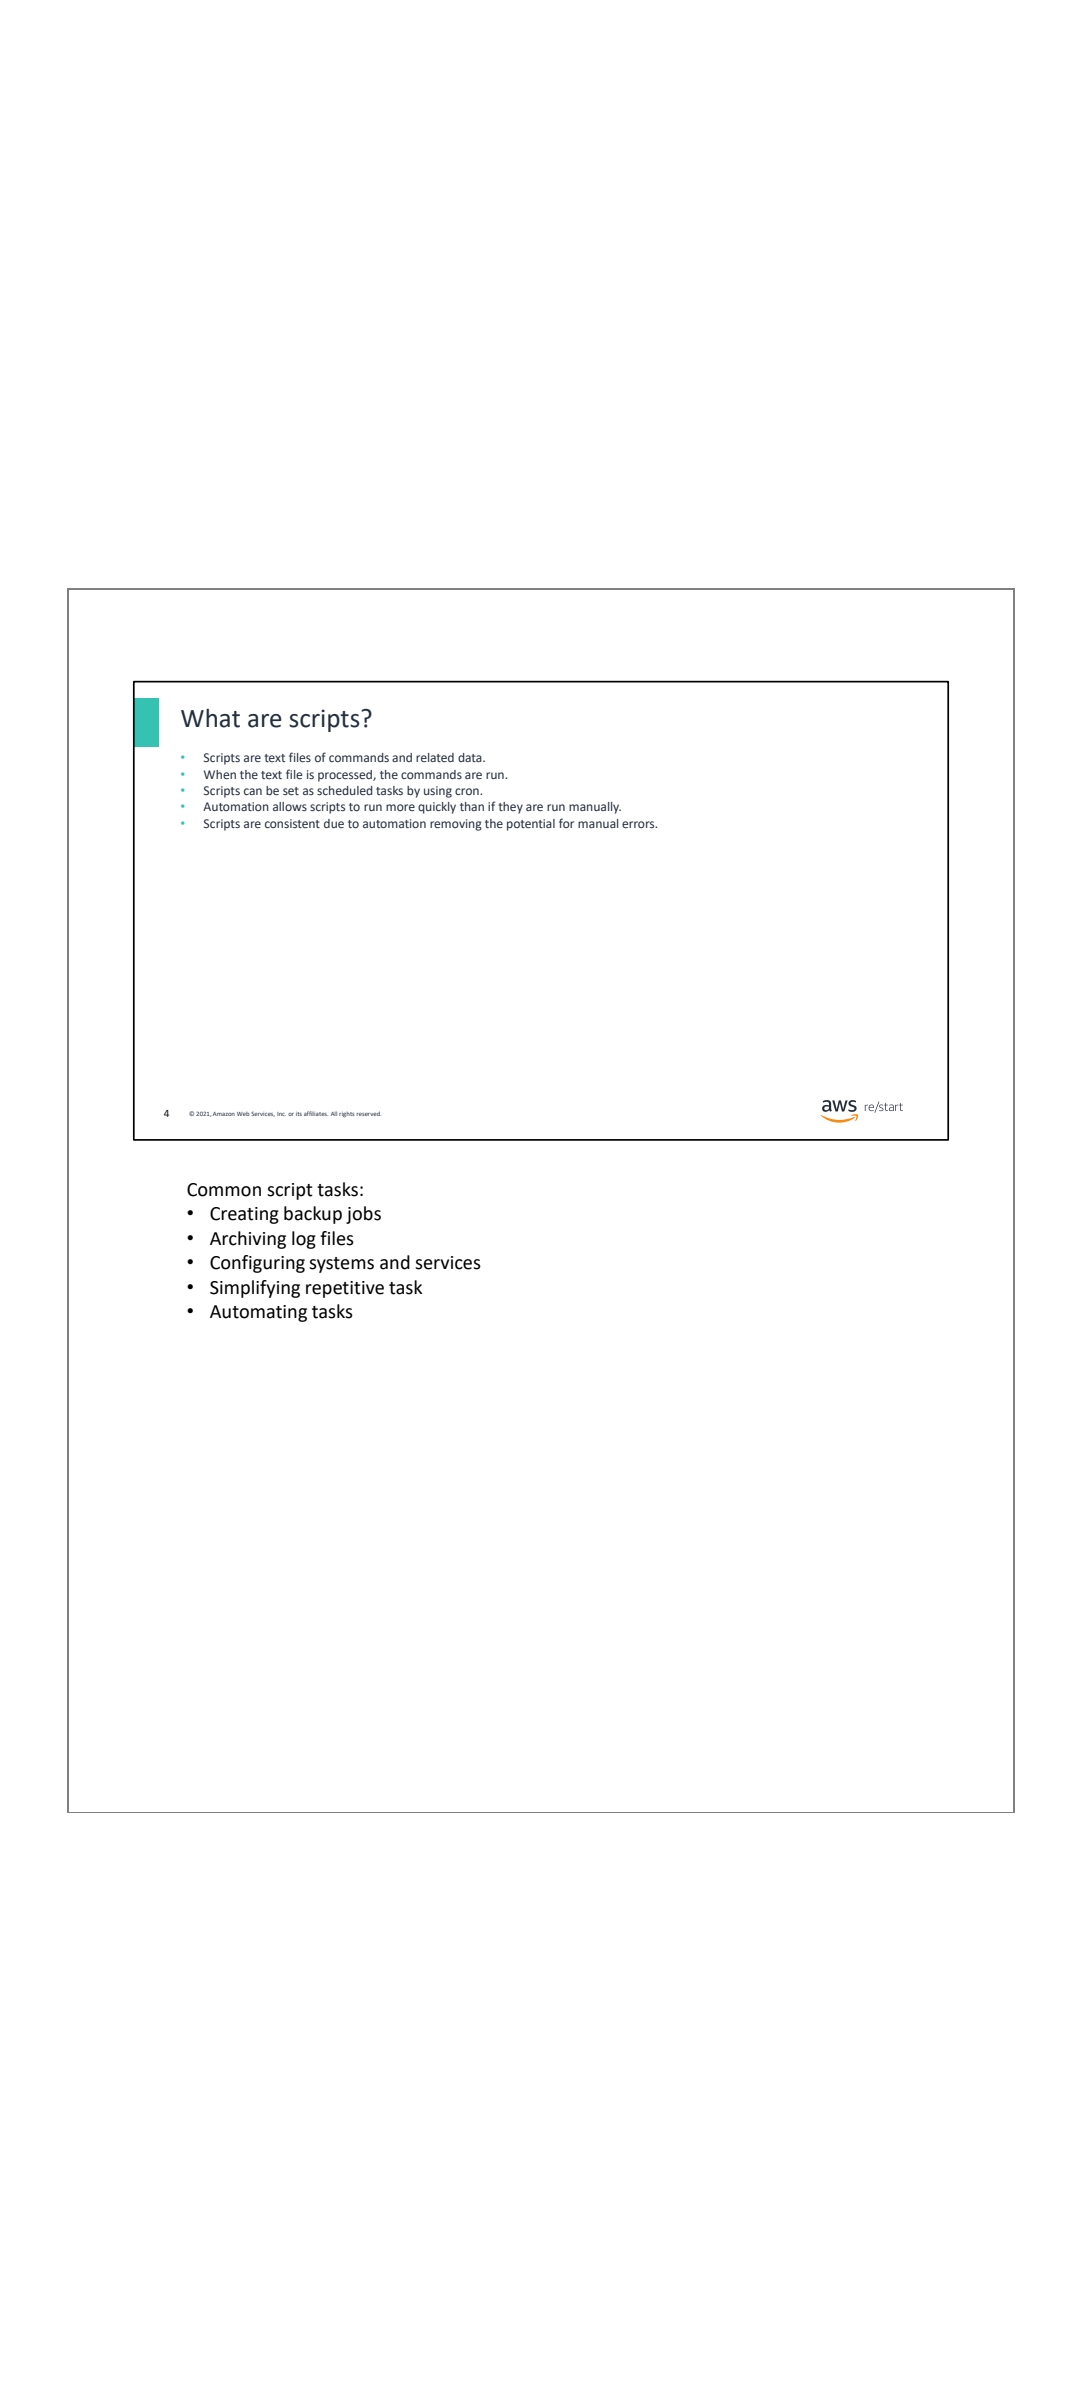 What are scripts?
• Scripts are text files of commands and related data.
• When the text file is processed, the commands are run.
• Scripts can be set as scheduled tasks by using cron.
• Automation allows scripts to run more quickly than if they are run manually.
• Scripts are consistent due to automation removing the potential for manual errors.
4 © 2021, Amazon Web Services, Inc. or its affiliates. All rights reserved.
aws re/start
Common script tasks:
• Creating backup jobs
• Archiving log files
• Configuring systems and services
• Simplifying repetitive task
• Automating tasks